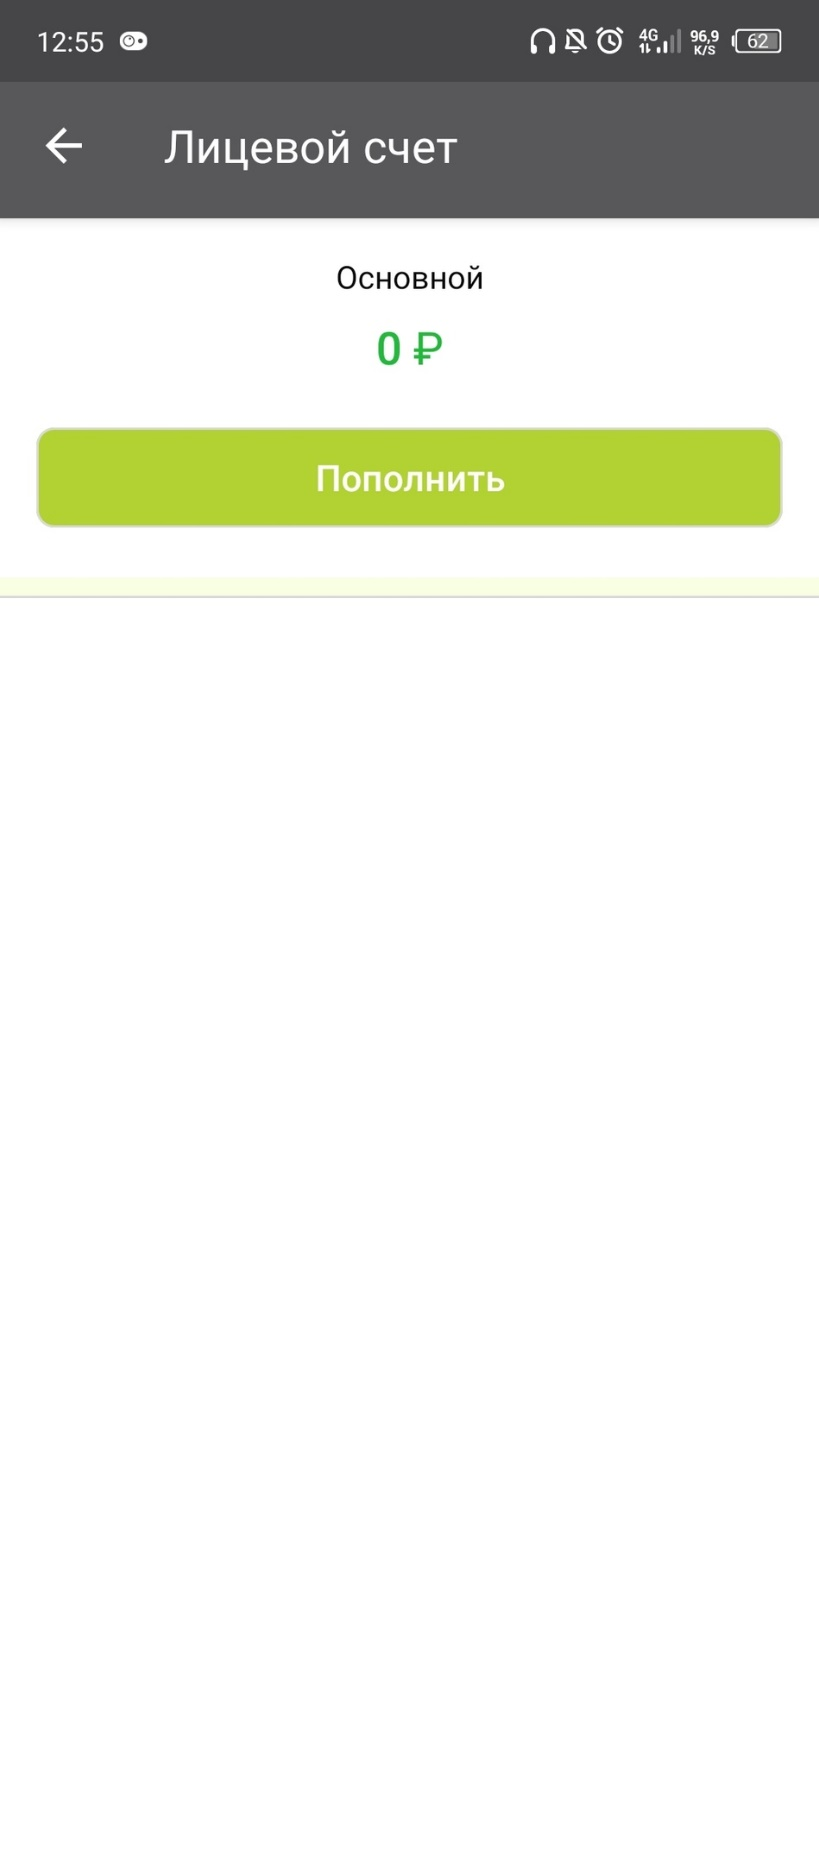 12:55
4G 96,9 K/S 62
Лицевой счет
Основной
0 ₽
Пополнить